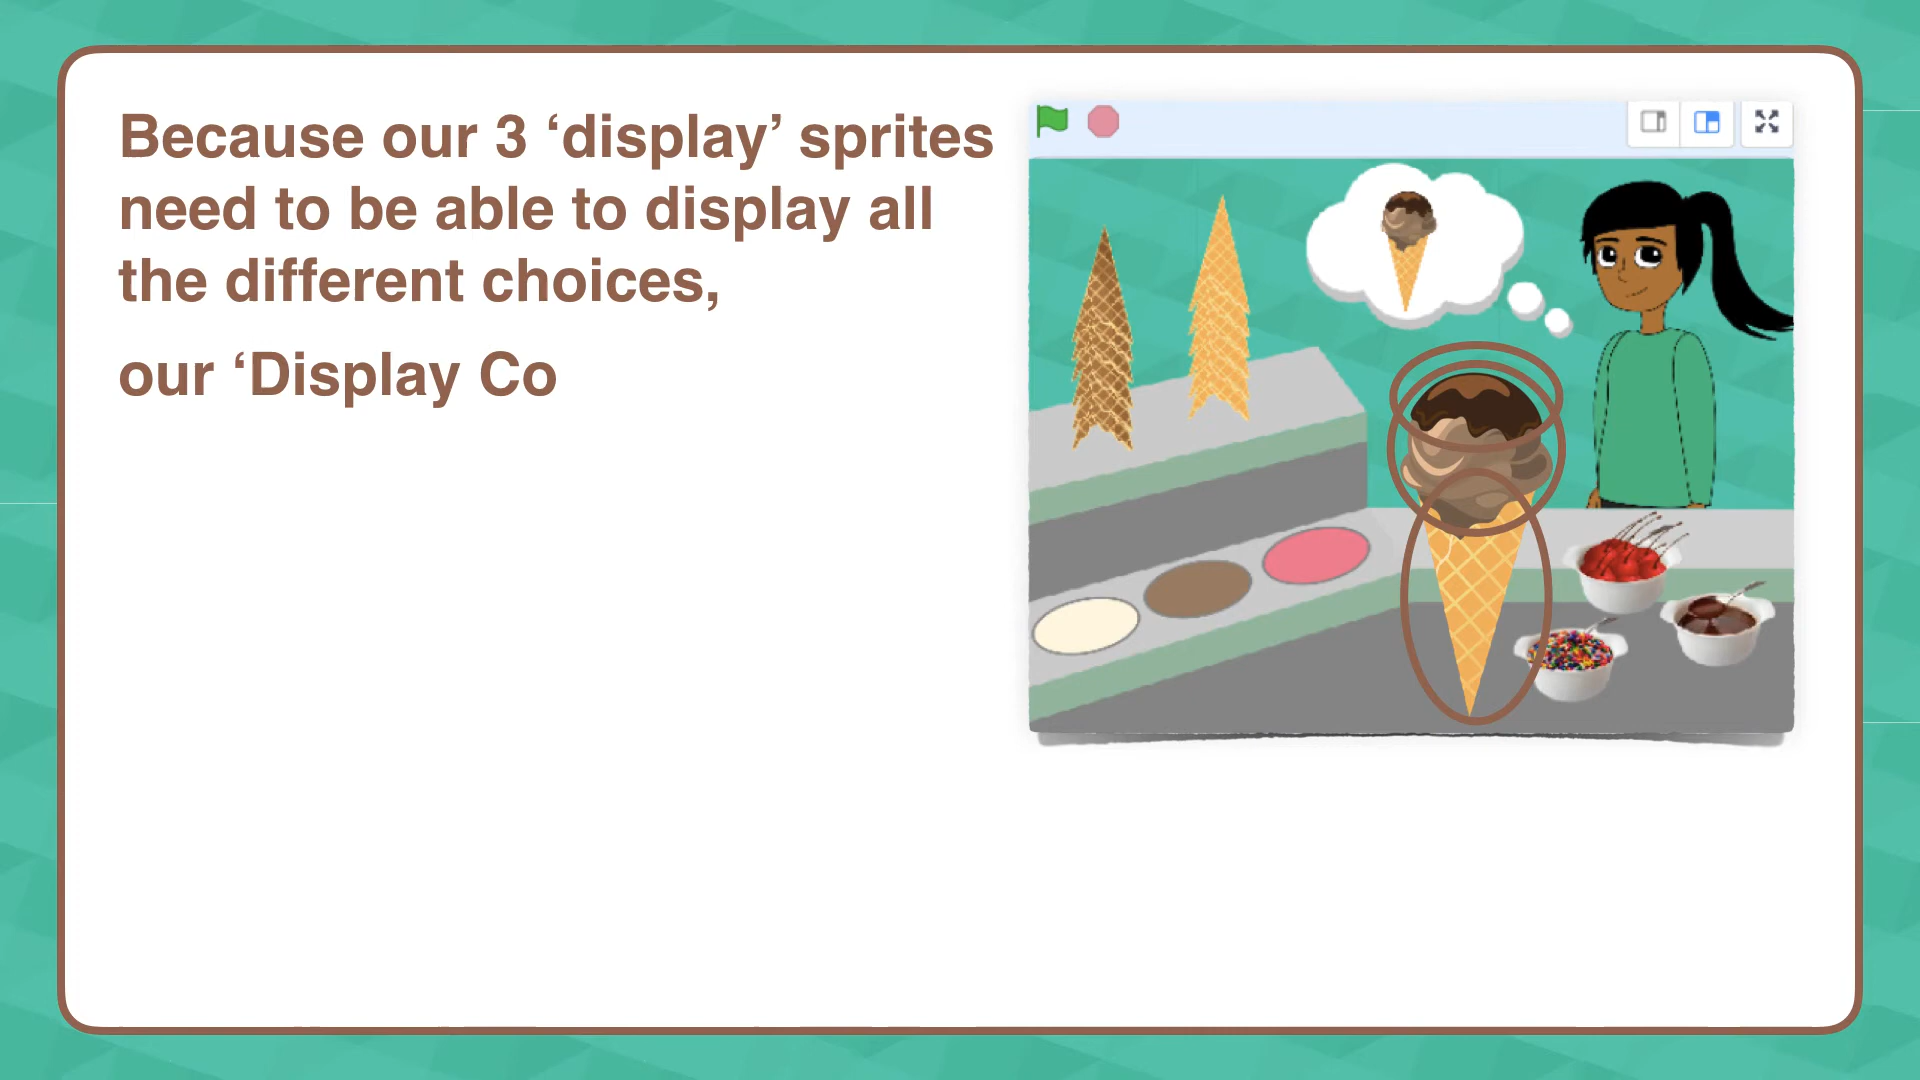 Because our 3 ‘display’ sprites
need to be able to display all
the different choices,
our ‘Display Co